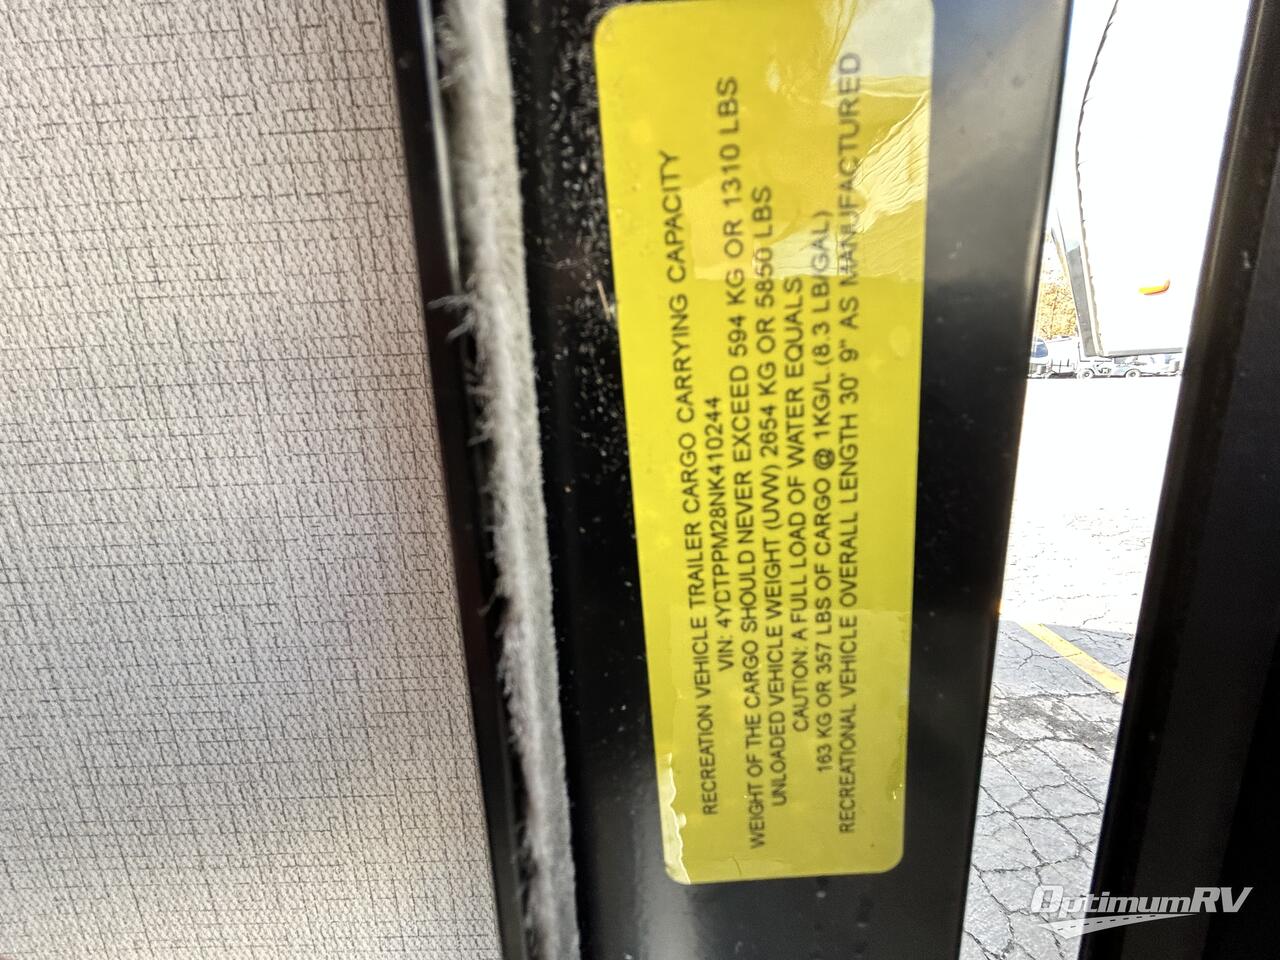 RECREATION VEHICLE TRAILER CARGO CARRYING CAPACITY
VIN: 4YDTPPM28NK410244
WEIGHT OF THE CARGO SHOULD NEVER EXCEED 594 KG OR 1310 LBS
UNLOADED VEHICLE WEIGHT (UVW) 2654 KG OR 5850 LBS
CAUTION: A FULL LOAD OF WATER EQUALS
163 KG OR 357 LBS OF CARGO @ 1KG/L (8.3 LB/GAL)
RECREATIONAL VEHICLE OVERALL LENGTH 30' 9" AS MANUFACTURED
OptimumRV